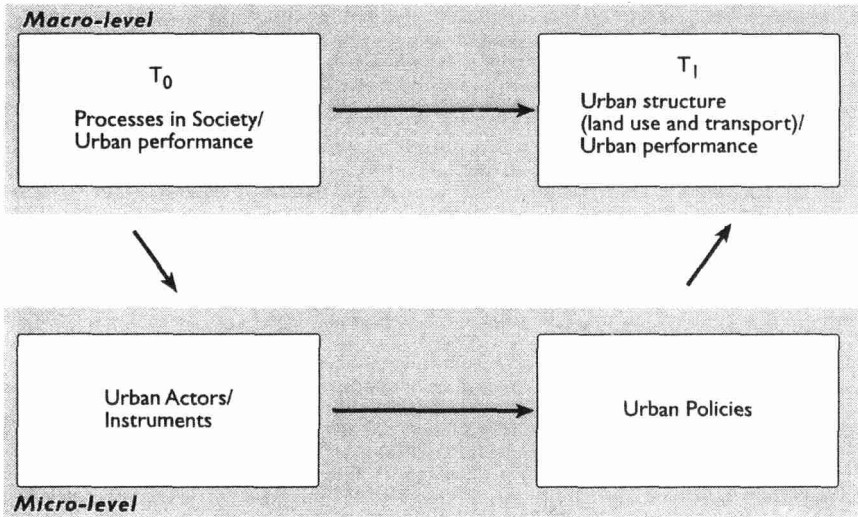 Macro-level
T0
Processes in Society/
Urban performance
T1
Urban structure
(land use and transport)/
Urban performance
Urban Actors/
Instruments
Urban Policies
Micro-level